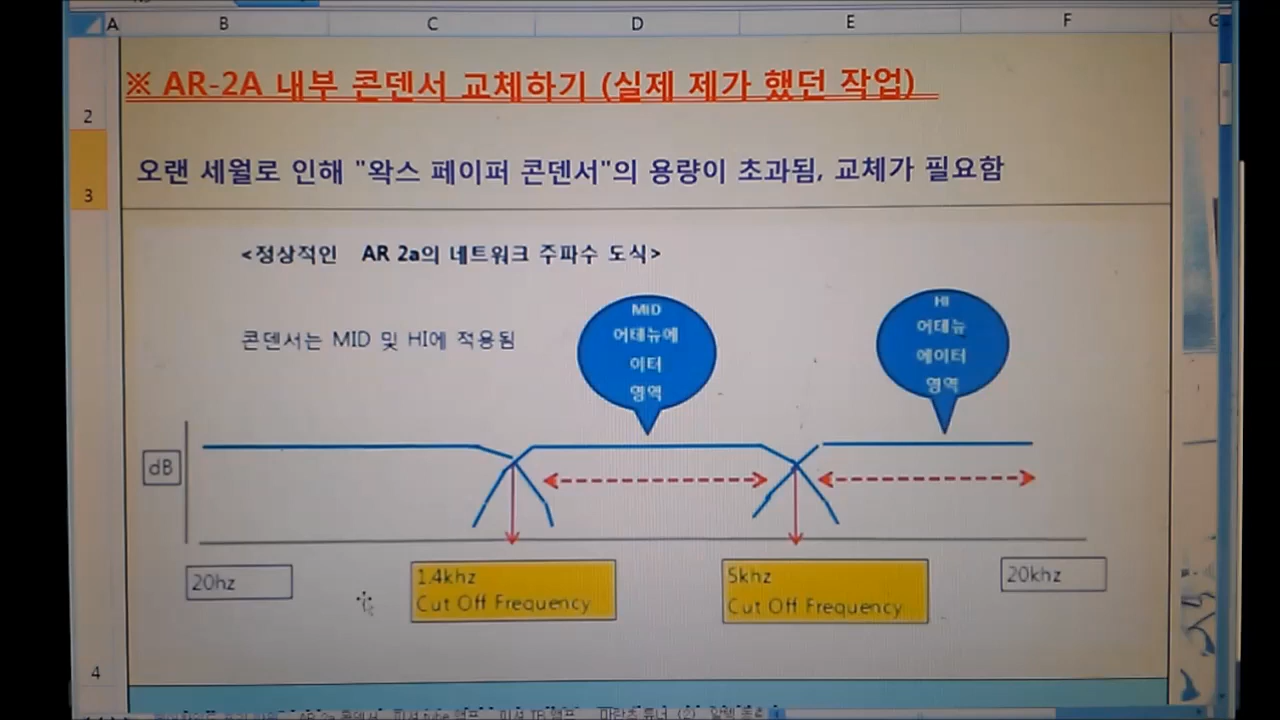 A B C D E F G
2
※ AR-2A 내부 콘덴서 교체하기 (실제 제가 했던 작업)
3
오랜 세월로 인해 "왁스 페이퍼 콘덴서"의 용량이 초과됨, 교체가 필요함
<정상적인 AR 2a의 네트워크 주파수 도식>
콘덴서는 MID 및 HI에 적용됨
MID
어테뉴에
이터
영역
HI
어테뉴
에이터
영역
dB
20hz
1.4khz
Cut Off Frequency
5khz
Cut Off Frequency
20khz
4